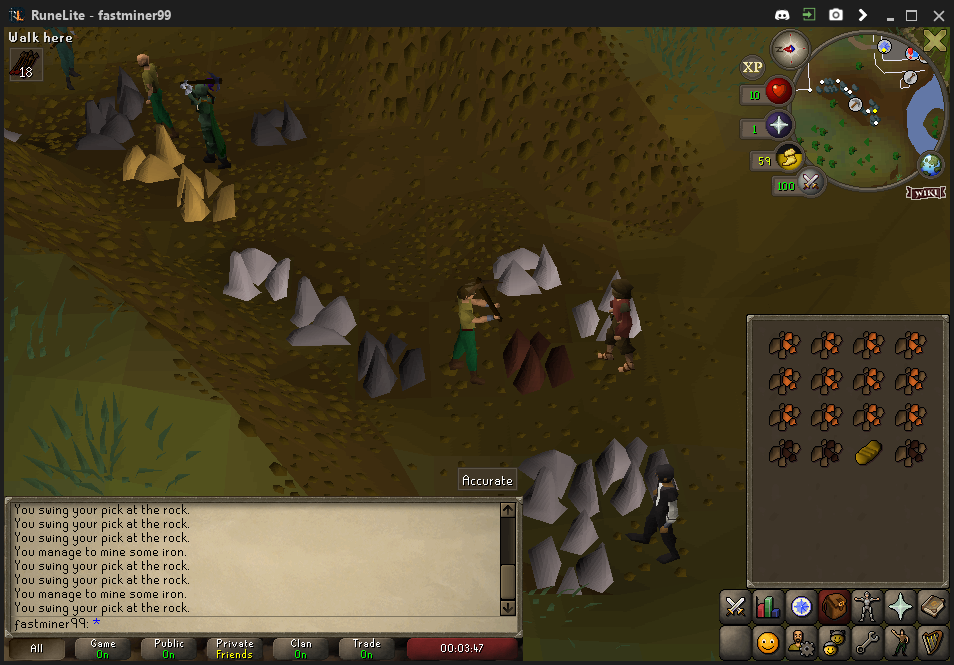 RuneLite - fastminer99
Walk here
18
XP
10
1
59
100
WIKI
Accurate
You swing your pick at the rock.
You swing your pick at the rock.
You swing your pick at the rock.
You manage to mine some iron.
You swing your pick at the rock.
You swing your pick at the rock.
You manage to mine some iron.
You swing your pick at the rock.
fastminer99: *
All
Game
On
Public
On
Private
Friends
Clan
On
Trade
On
00:03:47